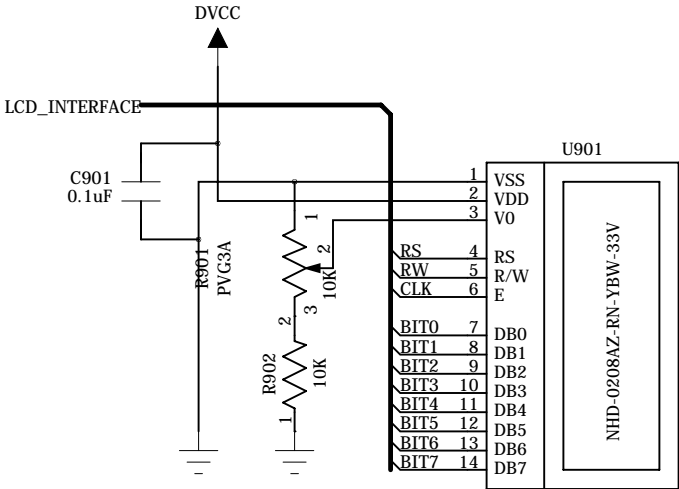 DVCC
LCD_INTERFACE
C901
0.1uF
R901
PVG3A
1
2
10K
3
2
R902
10K
1
U901
1 VSS
2 VDD
3 V0
RS 4 RS
RW 5 R/W
CLK 6 E
BIT0 7 DB0
BIT1 8 DB1
BIT2 9 DB2
BIT3 10 DB3
BIT4 11 DB4
BIT5 12 DB5
BIT6 13 DB6
BIT7 14 DB7
NHD-0208AZ-RN-YBW-33V